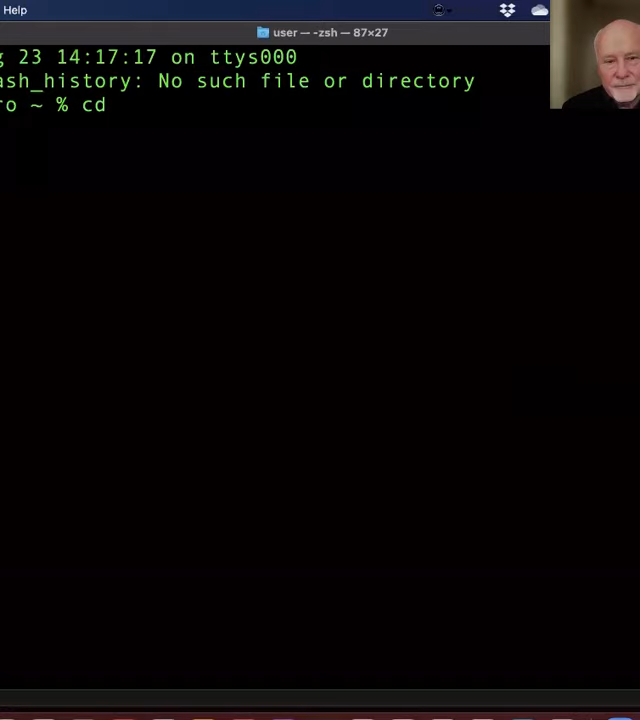 Help
user — -zsh — 87×27
23 14:17:17 on ttys000
ash_history: No such file or directory
ro ~ % cd